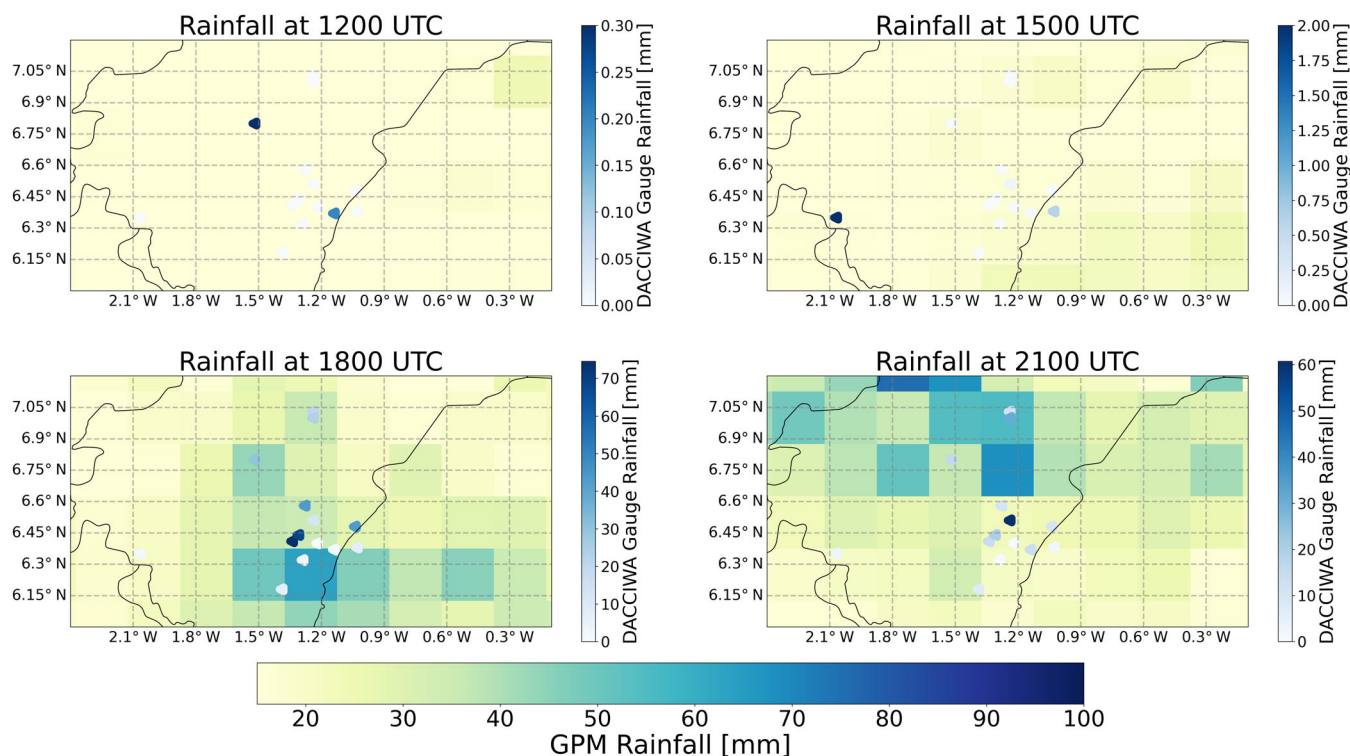 Rainfall at 1200 UTC
7.05° N
6.9° N
6.75° N
6.6° N
6.45° N
6.3° N
6.15° N
2.1° W 1.8° W 1.5° W 1.2° W 0.9° W 0.6° W 0.3° W
0.30
0.25
0.20
0.15
0.10
0.05
0.00
DACCIWA Gauge Rainfall [mm]
Rainfall at 1500 UTC
7.05° N
6.9° N
6.75° N
6.6° N
6.45° N
6.3° N
6.15° N
2.1° W 1.8° W 1.5° W 1.2° W 0.9° W 0.6° W 0.3° W
2.00
1.75
1.50
1.25
1.00
0.75
0.50
0.25
0.00
DACCIWA Gauge Rainfall [mm]
Rainfall at 1800 UTC
7.05° N
6.9° N
6.75° N
6.6° N
6.45° N
6.3° N
6.15° N
2.1° W 1.8° W 1.5° W 1.2° W 0.9° W 0.6° W 0.3° W
70
60
50
40
30
20
10
0
DACCIWA Gauge Rainfall [mm]
Rainfall at 2100 UTC
7.05° N
6.9° N
6.75° N
6.6° N
6.45° N
6.3° N
6.15° N
2.1° W 1.8° W 1.5° W 1.2° W 0.9° W 0.6° W 0.3° W
60
50
40
30
20
10
0
DACCIWA Gauge Rainfall [mm]
20 30 40 50 60 70 80 90 100
GPM Rainfall [mm]